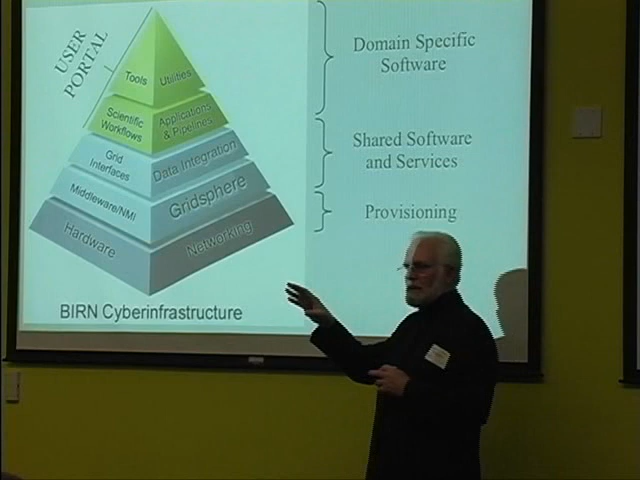 USER
PORTAL
Tools
Utilities
Scientific
Workflows
Applications
& Pipelines
Grid
Interfaces
Data Integration
Middleware/NMI
Gridsphere
Hardware
Networking
BIRN Cyberinfrastructure
Domain Specific
Software
Shared Software
and Services
Provisioning